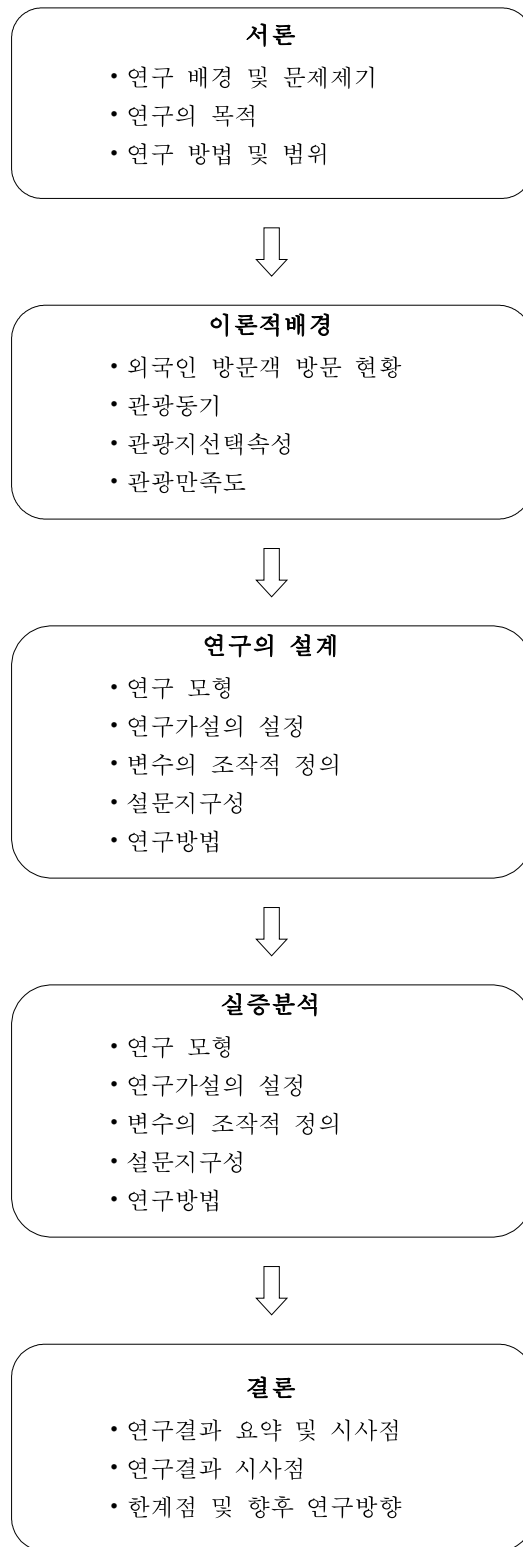 서론
• 연구 배경 및 문제제기
• 연구의 목적
• 연구 방법 및 범위
이론적배경
• 외국인 방문객 방문 현황
• 관광동기
• 관광지선택속성
• 관광만족도
연구의 설계
• 연구 모형
• 연구가설의 설정
• 변수의 조작적 정의
• 설문지구성
• 연구방법
실증분석
• 연구 모형
• 연구가설의 설정
• 변수의 조작적 정의
• 설문지구성
• 연구방법
결론
• 연구결과 요약 및 시사점
• 연구결과 시사점
• 한계점 및 향후 연구방향